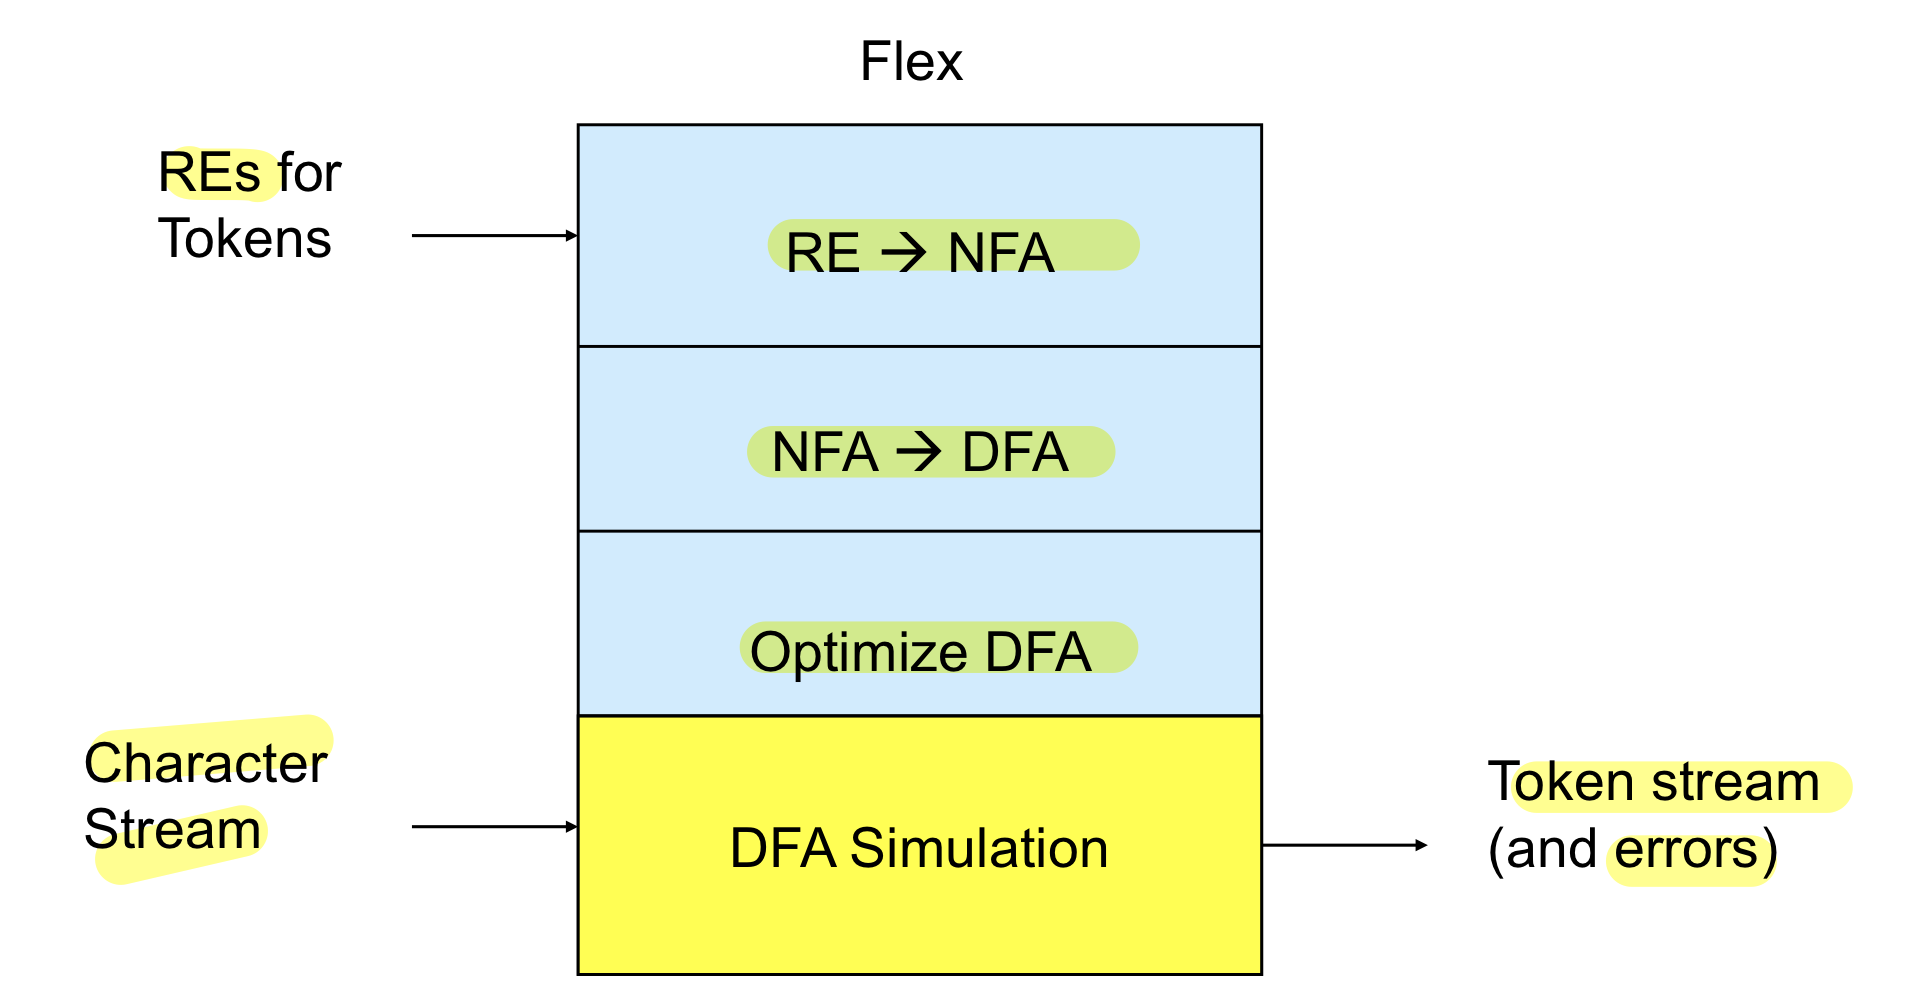 Flex
REs for
Tokens
RE → NFA
NFA → DFA
Optimize DFA
Character
Stream
DFA Simulation
Token stream
(and errors)